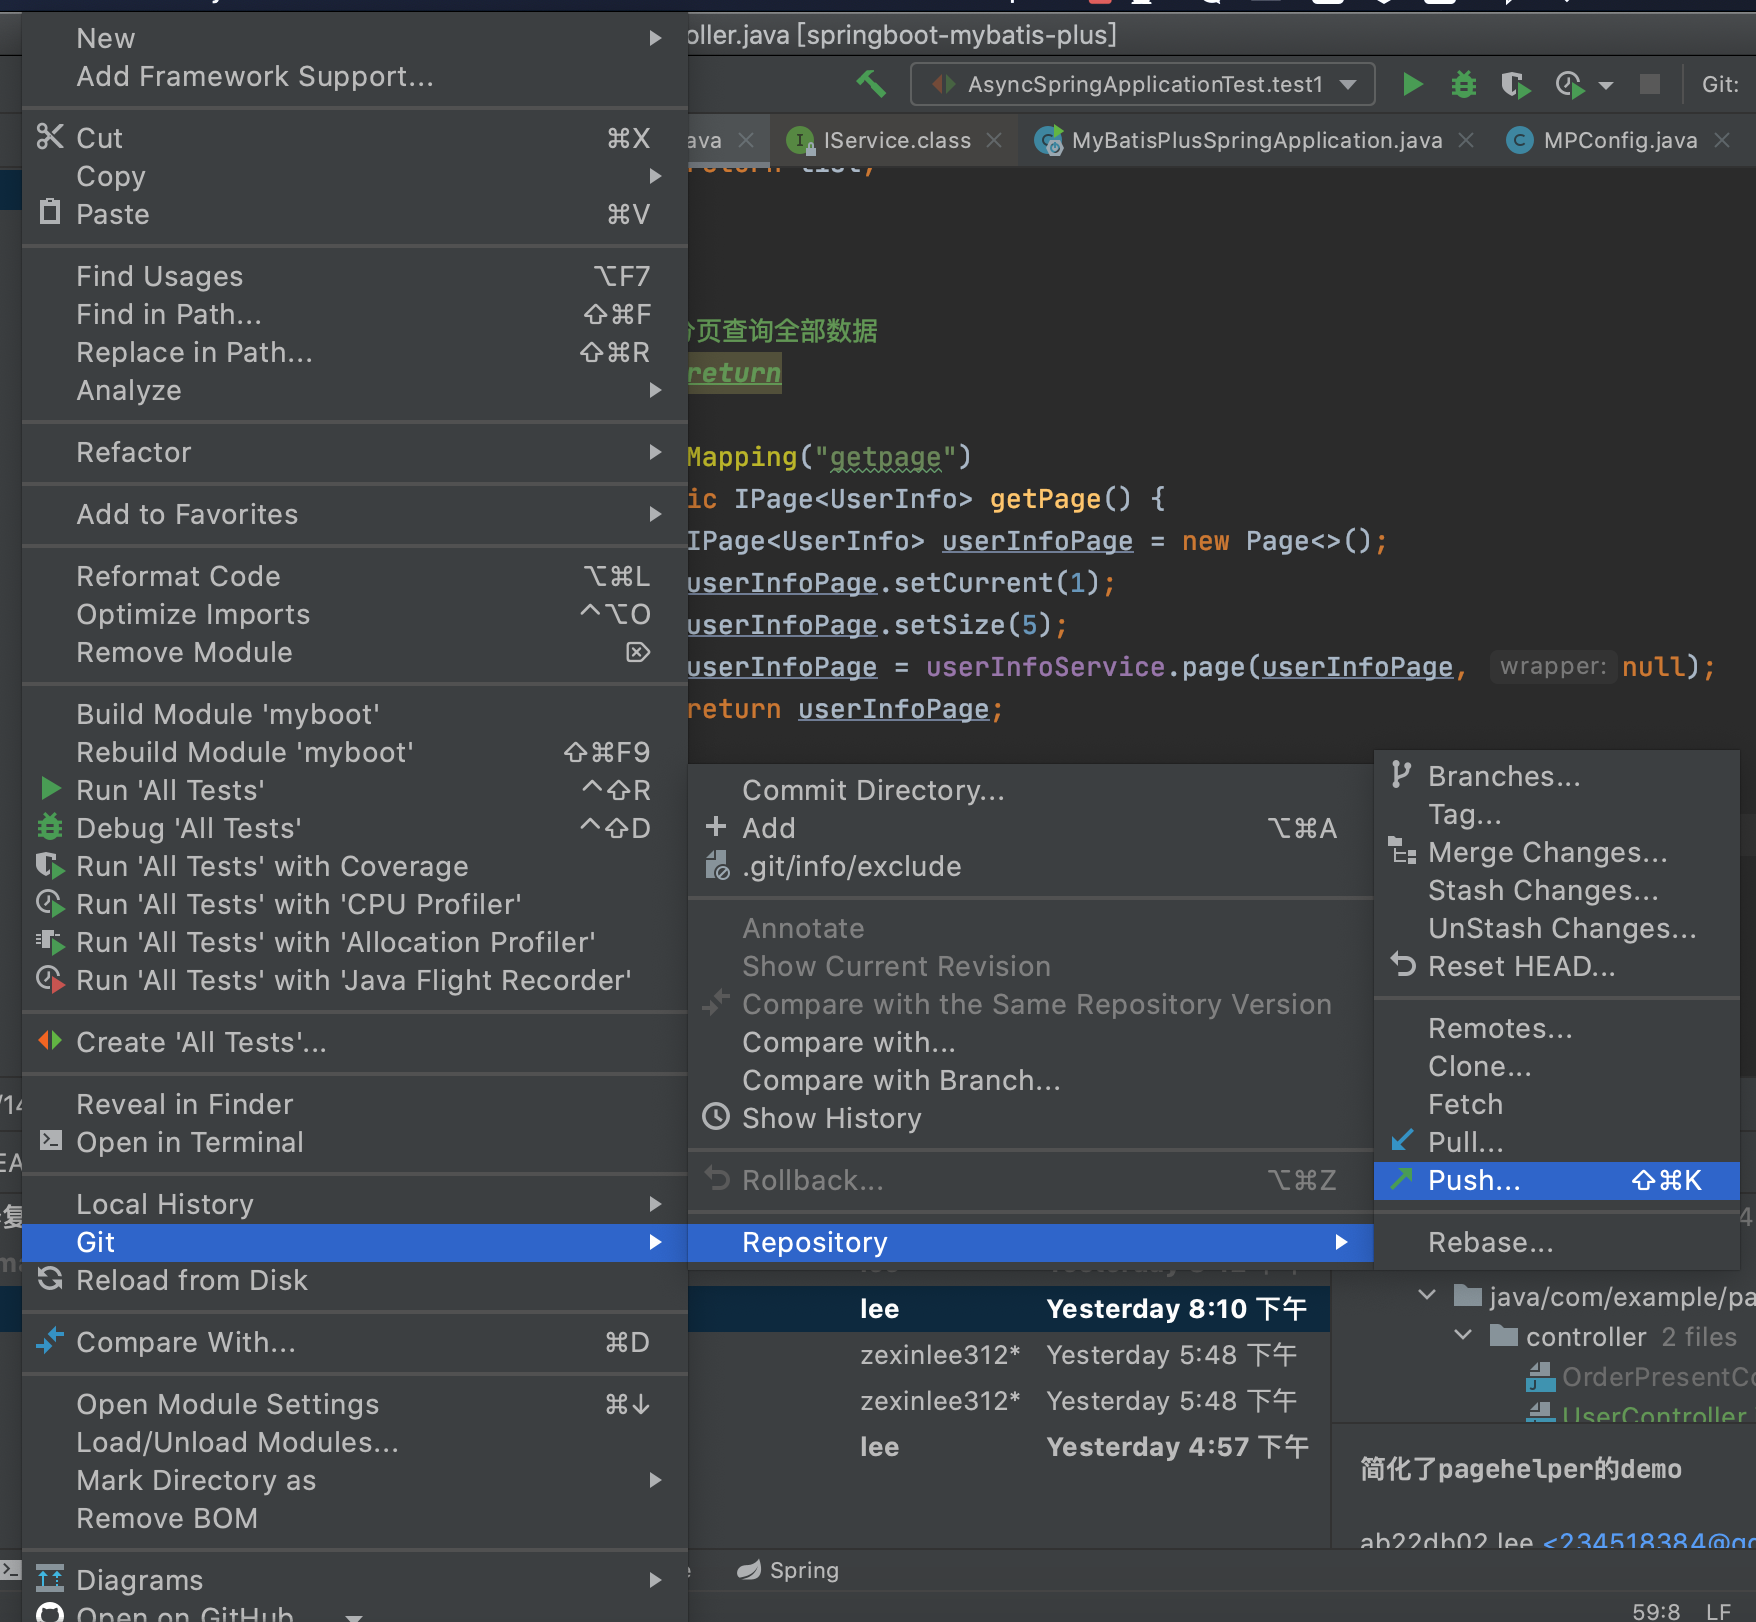 New
Add Framework Support...
Cut ⌘X
Copy
Paste ⌘V
Find Usages ⌥F7
Find in Path... ⇧⌘F
Replace in Path... ⇧⌘R
Analyze
Refactor
Add to Favorites
Reformat Code ⌥⌘L
Optimize Imports ^⌥O
Remove Module ⌦
Build Module 'myboot'
Rebuild Module 'myboot' ⇧⌘F9
Run 'All Tests' ^⇧R
Debug 'All Tests' ^⇧D
Run 'All Tests' with Coverage
Run 'All Tests' with 'CPU Profiler'
Run 'All Tests' with 'Allocation Profiler'
Run 'All Tests' with 'Java Flight Recorder'
Create 'All Tests'...
Reveal in Finder
Open in Terminal
Local History
Git
Reload from Disk
Compare With... ⌘D
Open Module Settings ⌘↓
Load/Unload Modules...
Mark Directory as
Remove BOM
Diagrams
Open on GitHub
oller.java [springboot-mybatis-plus]
AsyncSpringApplicationTest.test1 Git:
ava IService.class MyBatisPlusSpringApplication.java MPConfig.java
return list;
页查询全部数据
return
Mapping("getpage")
ic IPage<UserInfo> getPage() {
IPage<UserInfo> userInfoPage = new Page<>();
userInfoPage.setCurrent(1);
userInfoPage.setSize(5);
userInfoPage = userInfoService.page(userInfoPage, wrapper: null);
return userInfoPage;
Commit Directory...
Add ⌥⌘A
.git/info/exclude
Annotate
Show Current Revision
Compare with the Same Repository Version
Compare with...
Compare with Branch...
Show History
Rollback... ⌥⌘Z
Repository
Branches...
Tag...
Merge Changes...
Stash Changes...
UnStash Changes...
Reset HEAD...
Remotes...
Clone...
Fetch
Pull...
Push... ⇧⌘K
Rebase...
lee Yesterday 8:10 下午
zexinlee312* Yesterday 5:48 下午
zexinlee312* Yesterday 5:48 下午
lee Yesterday 4:57 下午
java/com/example/pa
controller 2 files
OrderPresentCo
UserController
简化了pagehelper的demo
ab22db02 lee <234518384@qq
Spring
59:8 LF